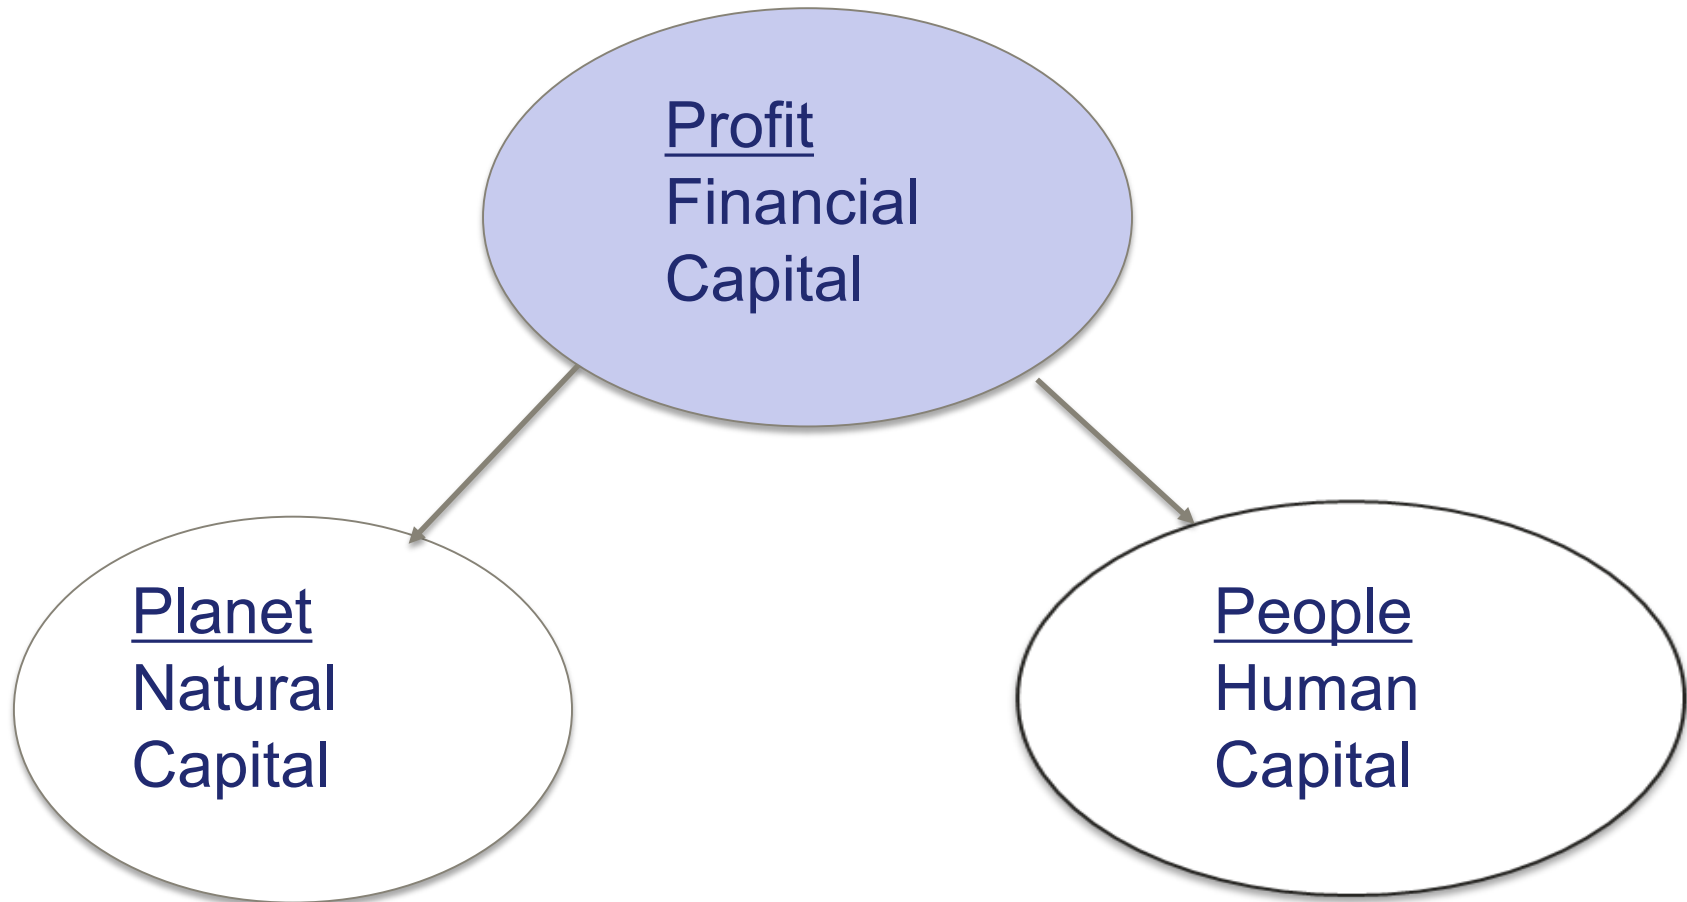 Profit
Financial
Capital
Planet
Natural
Capital
People
Human
Capital